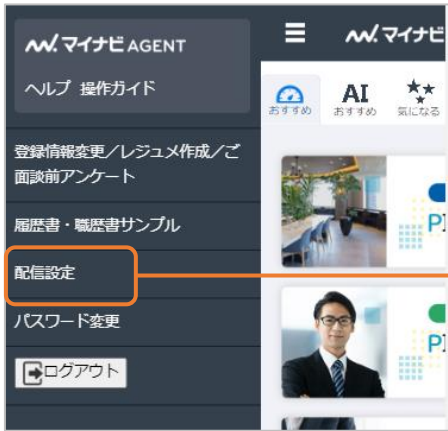 マイナビ AGENT
ヘルプ 操作ガイド
登録情報変更／レジュメ作成／ご
面談前アンケート
履歴書・職歴書サンプル
配信設定
パスワード変更
ログアウト
マイナビ
おすすめ
AI
おすすめ
気になる